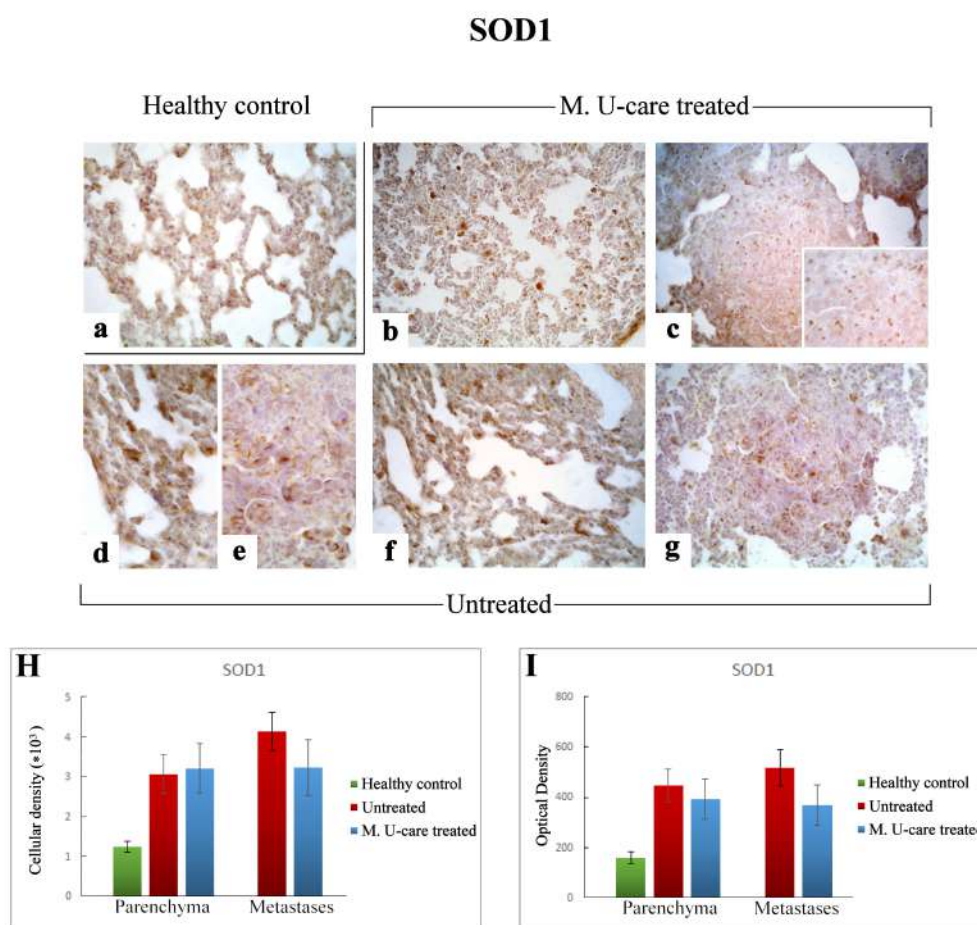 SOD1
Healthy control
M. U-care treated
a
b
c
d
e
f
g
Untreated
H
SOD1
Cellular density (*10³)
5
4
3
2
1
0
Parenchyma
Metastases
Healthy control
Untreated
M. U-care treated
I
SOD1
Optical Density
800
600
400
200
0
Parenchyma
Metastases
Healthy control
Untreated
M. U-care treated